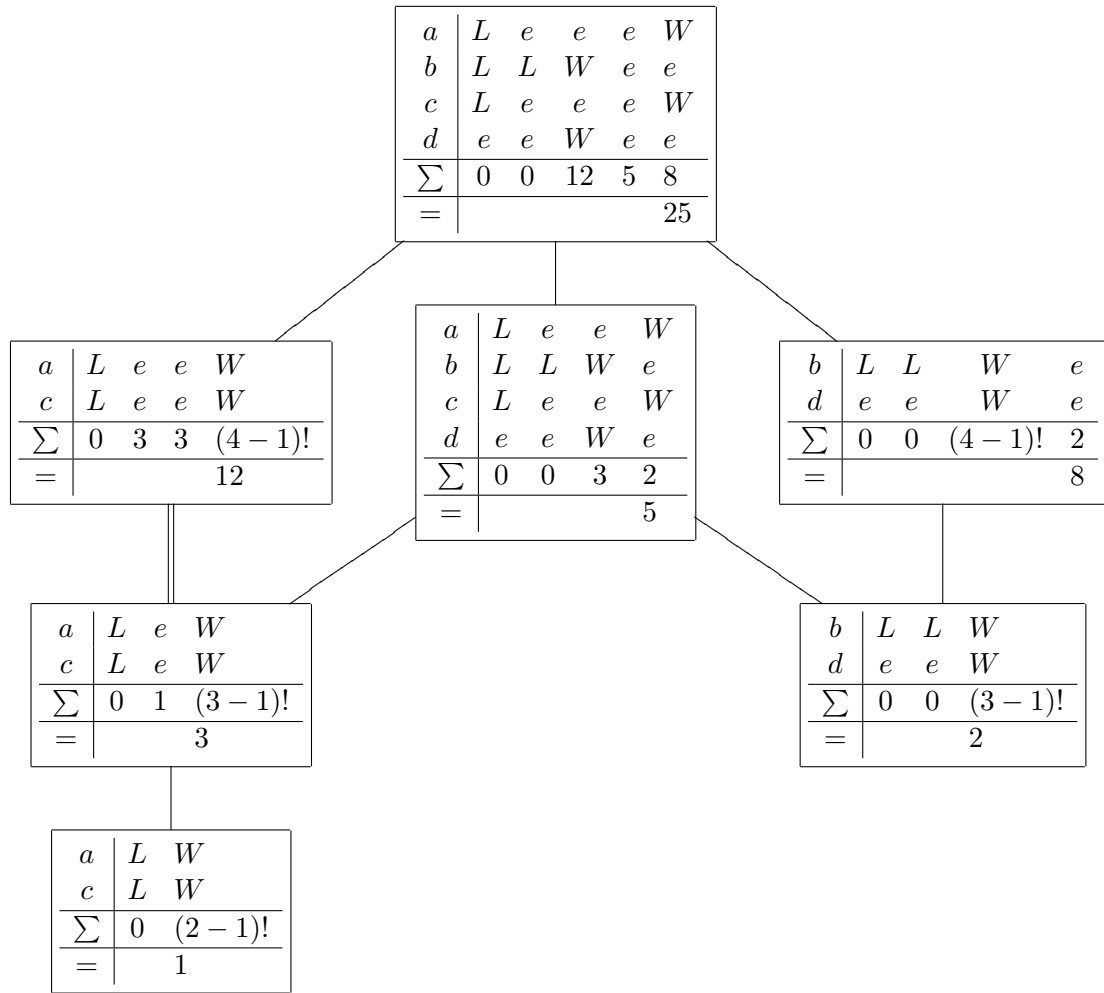 a L e e e W
b L L W e e
c L e e e W
d e e W e e
∑ 0 0 12 5 8
= 25
a L e e W
c L e e W
∑ 0 3 3 (4 − 1)!
= 12
a L e e W
b L L W e
c L e e W
d e e W e
∑ 0 0 3 2
= 5
b L L W e
d e e W e
∑ 0 0 (4 − 1)! 2
= 8
a L e W
c L e W
∑ 0 1 (3 − 1)!
= 3
b L L W
d e e W
∑ 0 0 (3 − 1)!
= 2
a L W
c L W
∑ 0 (2 − 1)!
= 1